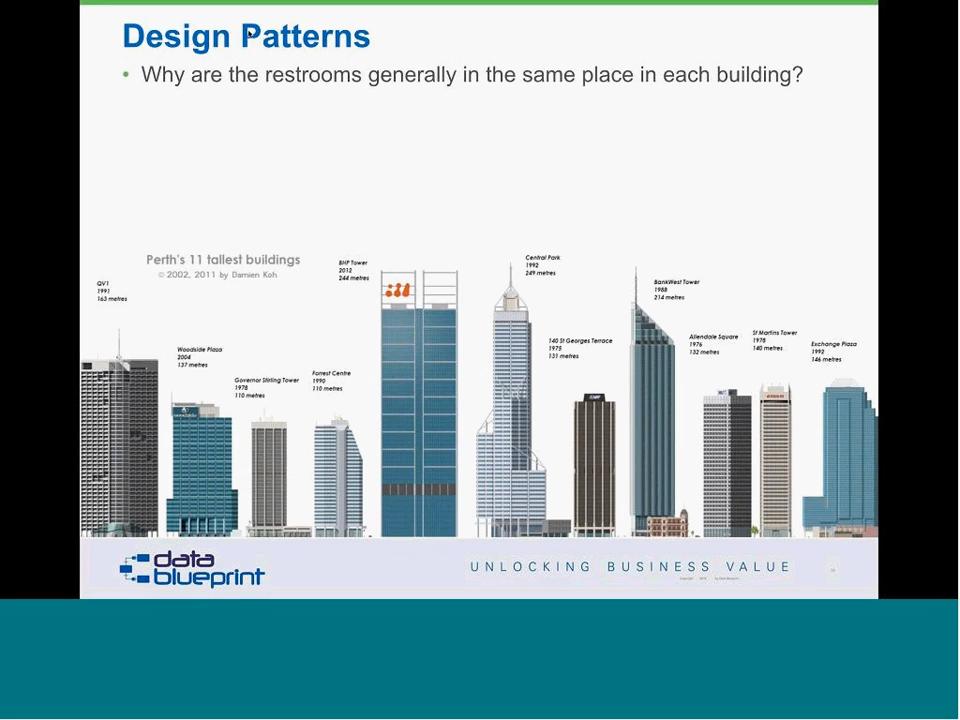 Design Patterns
• Why are the restrooms generally in the same place in each building?
Perth's 11 tallest buildings
© 2002, 2011 by Damien Koh
QV1
1991
163 metres
Woodside Plaza
2004
137 metres
Governor Stirling Tower
1978
110 metres
Forrest Centre
1990
110 metres
BHP Tower
2012
244 metres
Central Park
1992
249 metres
140 St Georges Terrace
1975
131 metres
BankWest Tower
1988
214 metres
Allendale Square
1976
132 metres
St Martins Tower
1978
140 metres
Exchange Plaza
1992
146 metres
data
blueprint
UNLOCKING BUSINESS VALUE